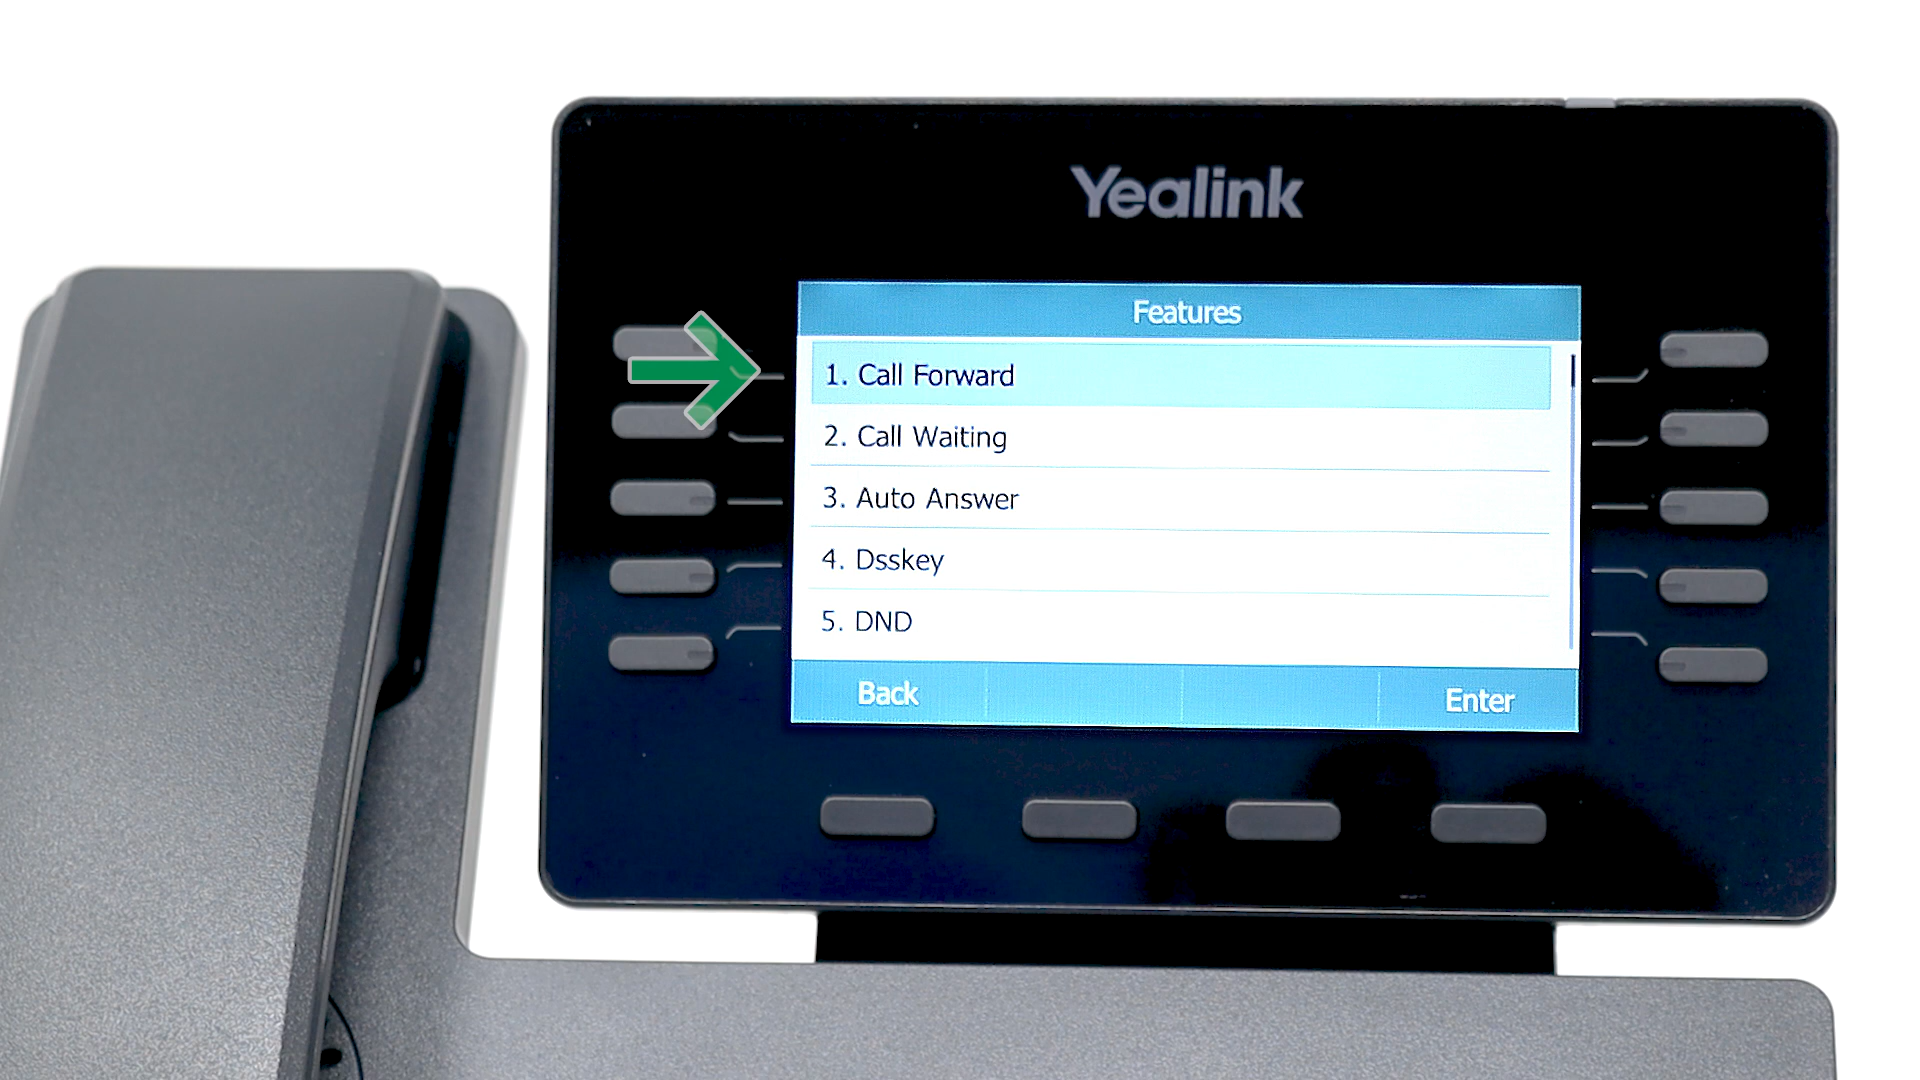 Yealink
Features
1. Call Forward
2. Call Waiting
3. Auto Answer
4. Dsskey
5. DND
Back Enter